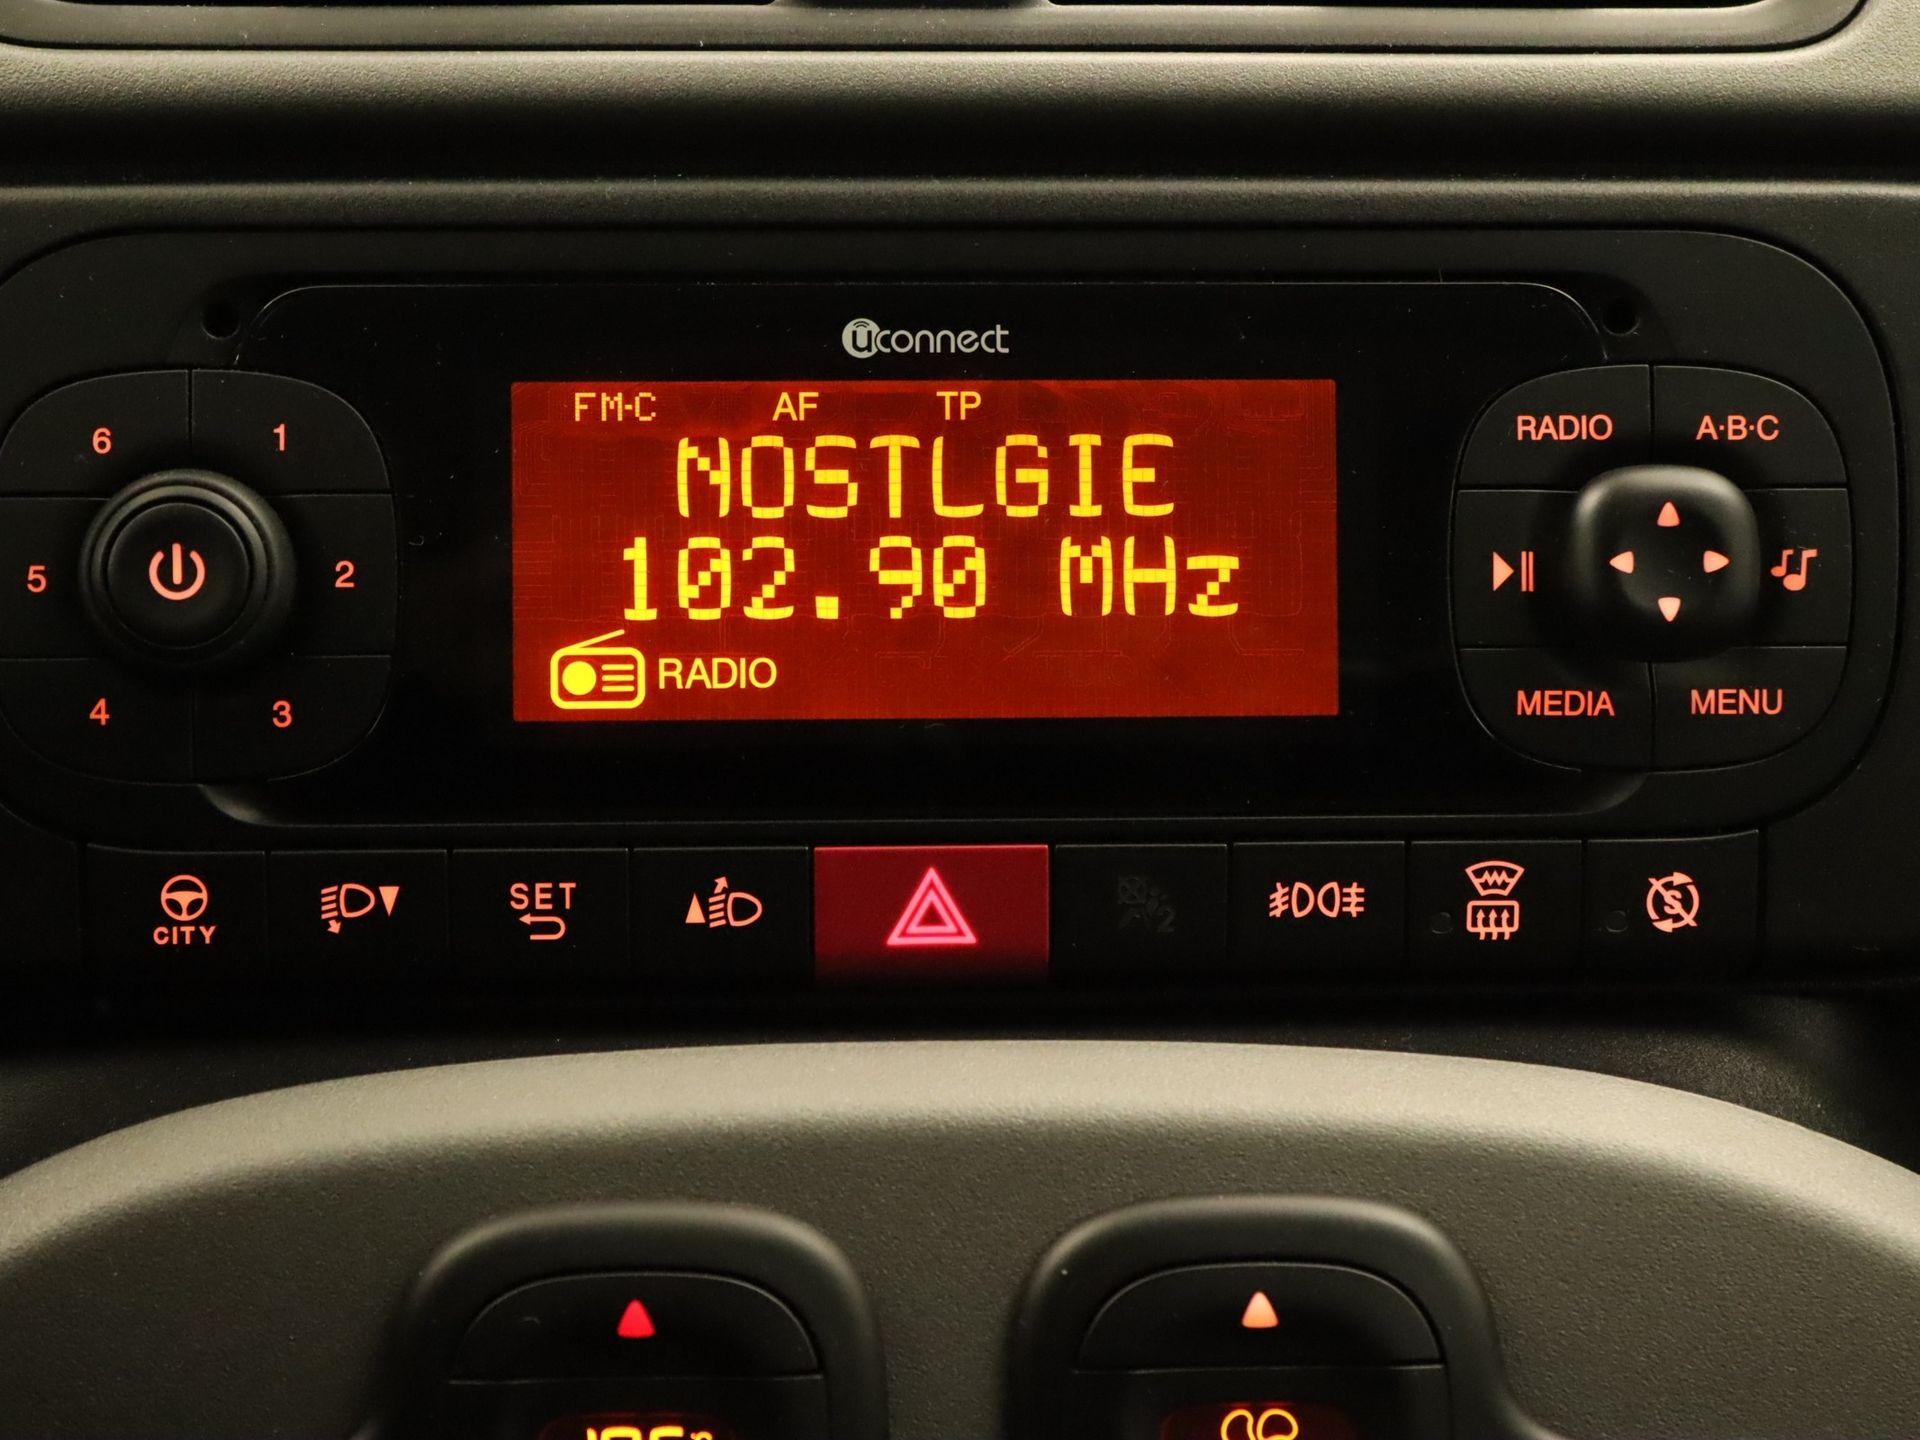 uconnect
FM-C AF TP
NOSTLGIE
102.90 MHz
RADIO
6 1
5 2
4 3
RADIO A·B·C
MEDIA MENU
CITY
SET